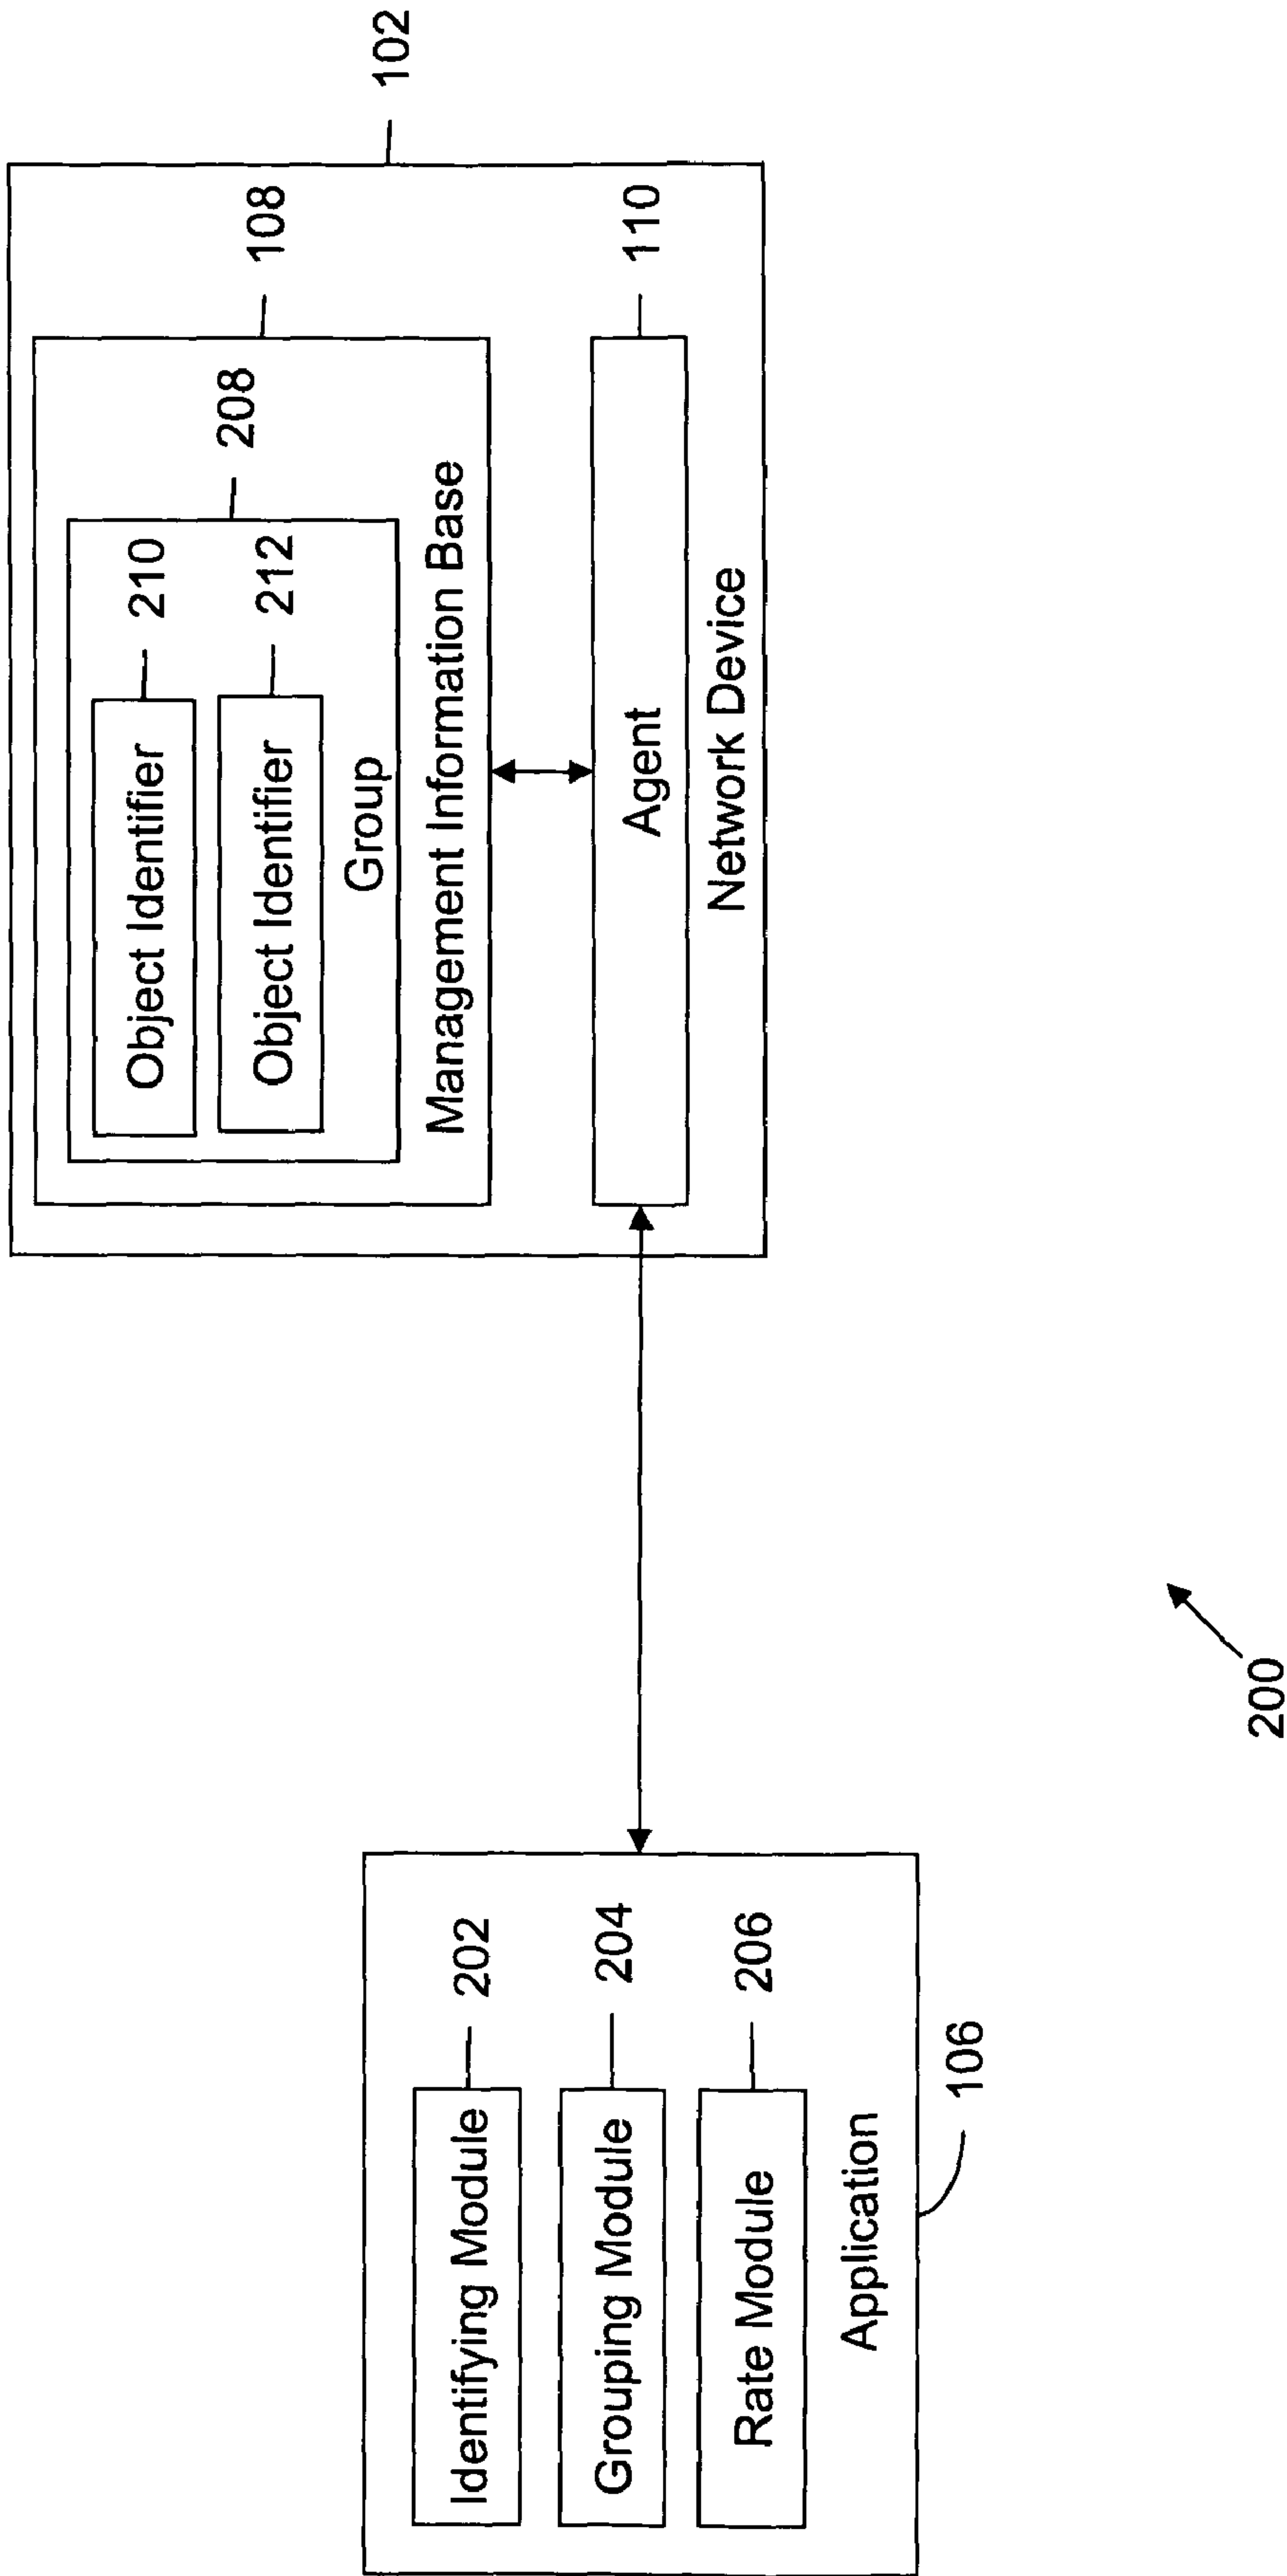 Identifying Module
202
Grouping Module
204
Rate Module
206
Application
106
Object Identifier
210
Object Identifier
212
Group
208
Management Information Base
108
Agent
110
Network Device
102
200